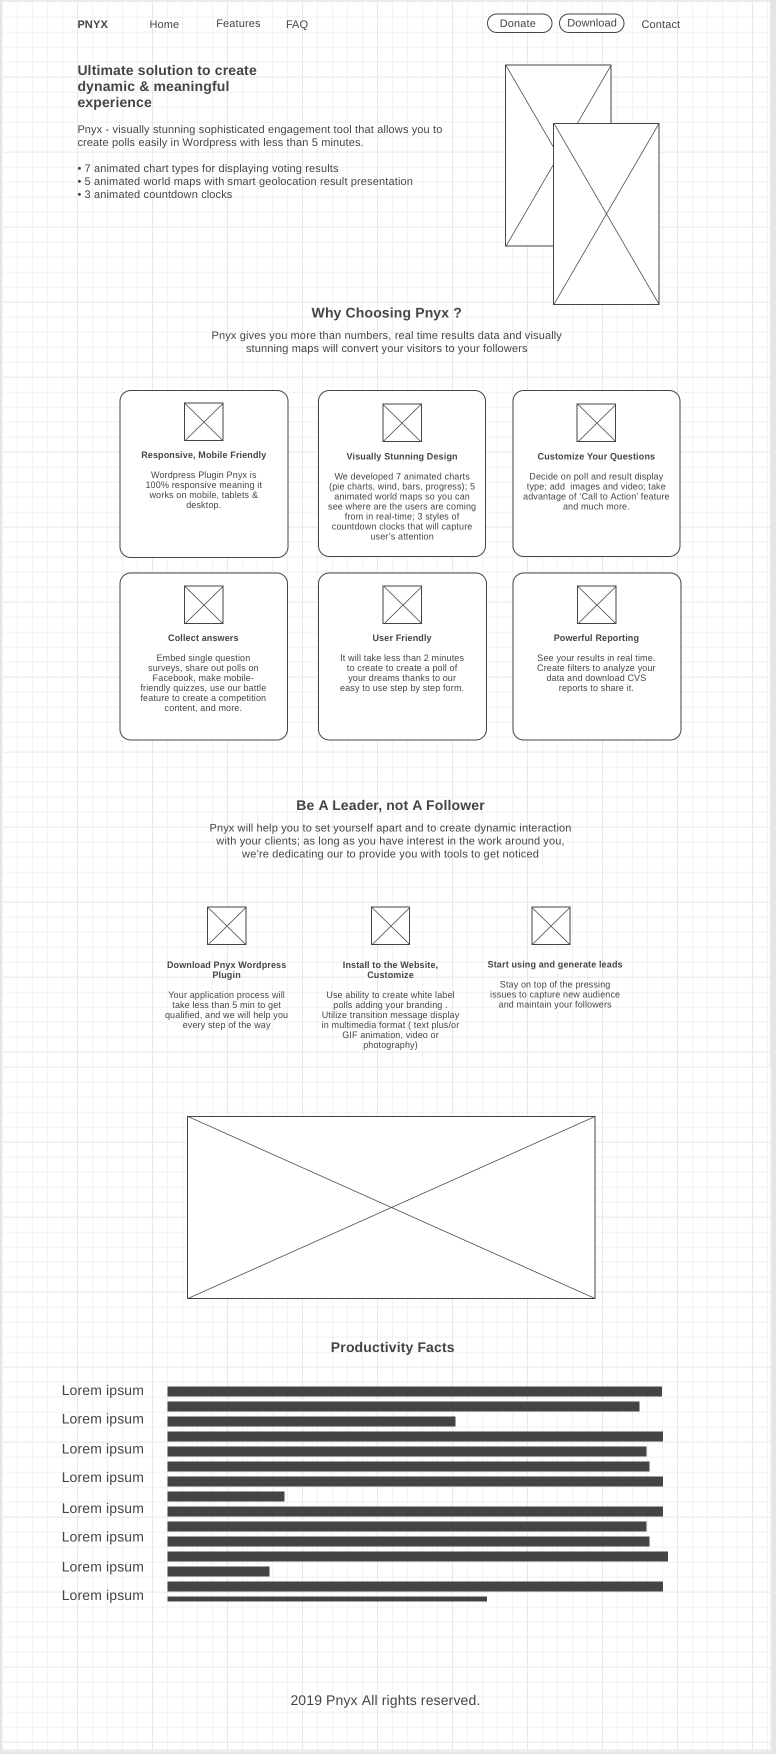 PNYX Home Features FAQ Donate Download Contact
Ultimate solution to create
dynamic & meaningful
experience
Pnyx - visually stunning sophisticated engagement tool that allows you to
create polls easily in Wordpress with less than 5 minutes.
• 7 animated chart types for displaying voting results
• 5 animated world maps with smart geolocation result presentation
• 3 animated countdown clocks
Why Choosing Pnyx ?
Pnyx gives you more than numbers, real time results data and visually
stunning maps will convert your visitors to your followers
Responsive, Mobile Friendly
Wordpress Plugin Pnyx is
100% responsive meaning it
works on mobile, tablets &
desktop.
Visually Stunning Design
We developed 7 animated charts
(pie charts, wind, bars, progress); 5
animated world maps so you can
see where are the users are coming
from in real-time; 3 styles of
countdown clocks that will capture
user's attention
Customize Your Questions
Decide on poll and result display
type; add  images and video; take
advantage of 'Call to Action' feature
and much more.
Collect answers
Embed single question
surveys, share out polls on
Facebook, make mobile-
friendly quizzes, use our battle
feature to create a competition
content, and more.
User Friendly
It will take less than 2 minutes
to create to create a poll of
your dreams thanks to our
easy to use step by step form.
Powerful Reporting
See your results in real time.
Create filters to analyze your
data and download CVS
reports to share it.
Be A Leader, not A Follower
Pnyx will help you to set yourself apart and to create dynamic interaction
with your clients; as long as you have interest in the work around you,
we're dedicating our to provide you with tools to get noticed
Download Pnyx Wordpress
Plugin
Your application process will
take less than 5 min to get
qualified, and we will help you
every step of the way
Install to the Website,
Customize
Use ability to create white label
polls adding your branding .
Utilize transition message display
in multimedia format ( text plus/or
GIF animation, video or
photography)
Start using and generate leads
Stay on top of the pressing
issues to capture new audience
and maintain your followers
Productivity Facts
Lorem ipsum
Lorem ipsum
Lorem ipsum
Lorem ipsum
Lorem ipsum
Lorem ipsum
Lorem ipsum
Lorem ipsum
2019 Pnyx All rights reserved.